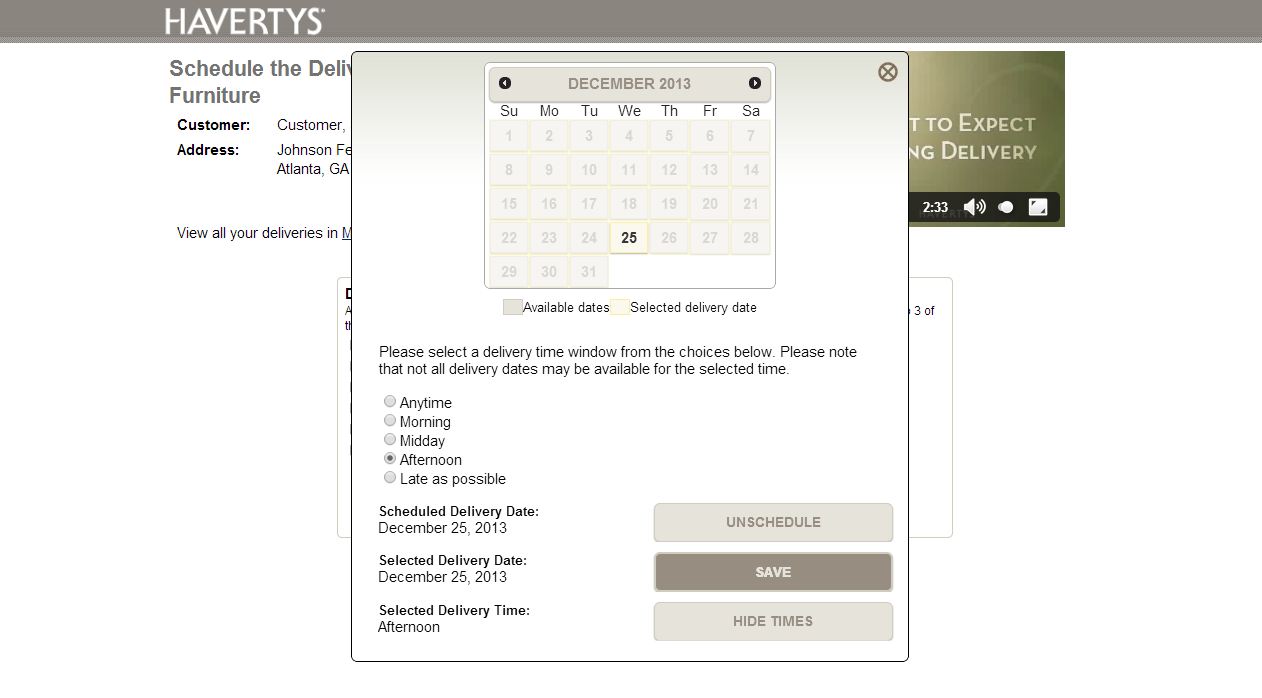 HAVERTYS
Schedule the
Furniture
Customer: Customer,
Address: Johnson
Atlanta, GA
View all your deliveries in
DECEMBER 2013
Su Mo Tu We Th Fr Sa
1 2 3 4 5 6 7
8 9 10 11 12 13 14
15 16 17 18 19 20 21
22 23 24 25 26 27 28
29 30 31
Available dates Selected delivery date
Please select a delivery time window from the choices below. Please note
that not all delivery dates may be available for the selected time.
Anytime
Morning
Midday
Afternoon
Late as possible
Scheduled Delivery Date:
December 25, 2013
UNSCHEDULE
Selected Delivery Date:
December 25, 2013
SAVE
Selected Delivery Time:
Afternoon
HIDE TIMES
TO EXPECT
DELIVERY
2:33
3 of